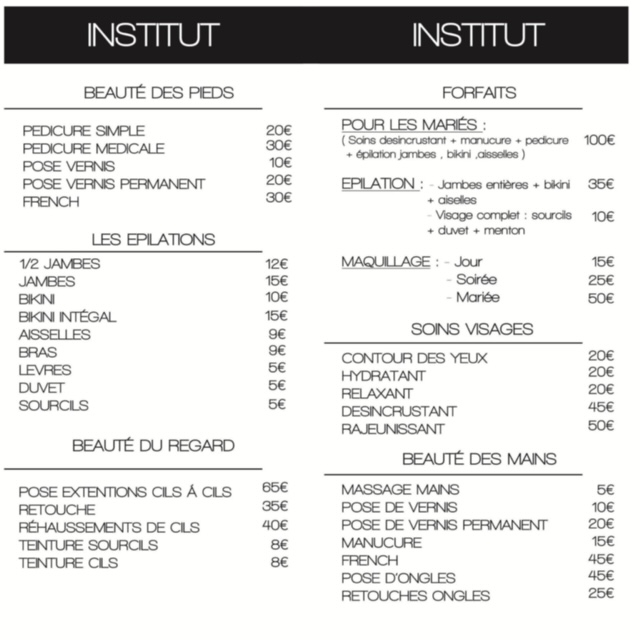 INSTITUT
BEAUTÉ DES PIEDS
PEDICURE SIMPLE 20€
PEDICURE MEDICALE 30€
POSE VERNIS 10€
POSE VERNIS PERMANENT 20€
FRENCH 30€
LES EPILATIONS
1/2 JAMBES 12€
JAMBES 15€
BIKINI 10€
BIKINI INTÉGAL 15€
AISSELLES 9€
BRAS 9€
LEVRES 5€
DUVET 5€
SOURCILS 5€
BEAUTÉ DU REGARD
POSE EXTENTIONS CILS Á CILS 65€
RETOUCHE 35€
RÉHAUSSEMENTS DE CILS 40€
TEINTURE SOURCILS 8€
TEINTURE CILS 8€
INSTITUT
FORFAITS
POUR LES MARIÉS :
( Soins desincrustant + manucure + pedicure 100€
+ épilation jambes , bikini ,aisselles )
EPILATION : - Jambes entières + bikini 35€
+ aiselles
- Visage complet : sourcils 10€
+ duvet + menton
MAQUILLAGE : - Jour 15€
- Soirée 25€
- Mariée 50€
SOINS VISAGES
CONTOUR DES YEUX 20€
HYDRATANT 20€
RELAXANT 20€
DESINCRUSTANT 45€
RAJEUNISSANT 50€
BEAUTÉ DES MAINS
MASSAGE MAINS 5€
POSE DE VERNIS 10€
POSE DE VERNIS PERMANENT 20€
MANUCURE 15€
FRENCH 45€
POSE D'ONGLES 45€
RETOUCHES ONGLES 25€